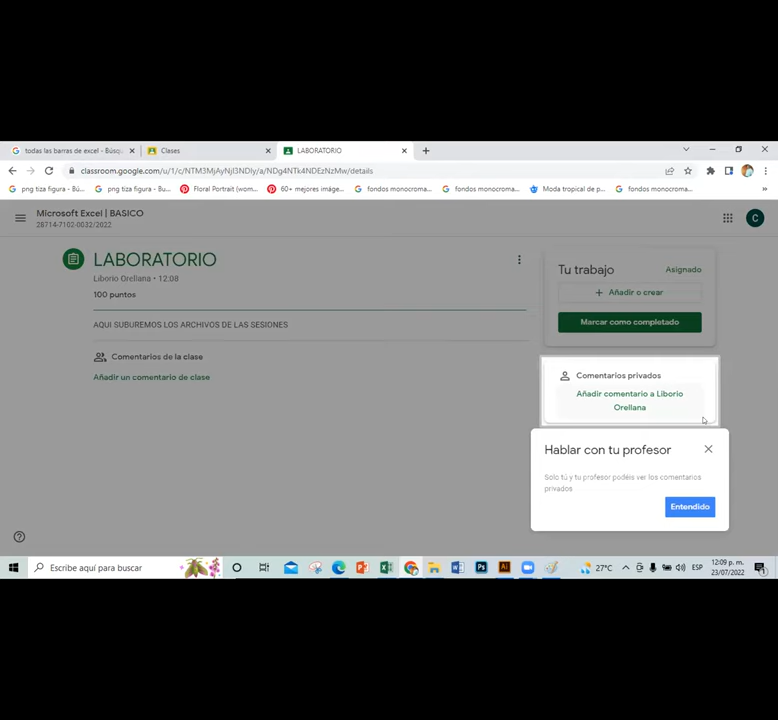 todas las barras de excel - Búsqu
Clases
LABORATORIO
classroom.google.com/u/1/c/NTM3MjAyNjI3NDIy/a/NDg4NTk4NDEzNzMw/details
png tiza figura - Bú...
png tiza figura - Bú...
Floral Portrait (wom...
60+ mejores imáge...
fondos monocroma...
fondos monocroma...
Moda tropical de p...
fondos monocroma...
Microsoft Excel | BASICO
28714-7102-0032/2022
C
LABORATORIO
Liborio Orellana • 12:08
100 puntos
AQUI SUBUREMOS LOS ARCHIVOS DE LAS SESIONES
Comentarios de la clase
Añadir un comentario de clase
Tu trabajo
Asignado
+ Añadir o crear
Marcar como completado
Comentarios privados
Añadir comentario a Liborio
Orellana
Hablar con tu profesor
Solo tú y tu profesor podéis ver los comentarios
privados
Entendido
Escribe aquí para buscar
27°C
ESP
12:09 p. m.
23/07/2022